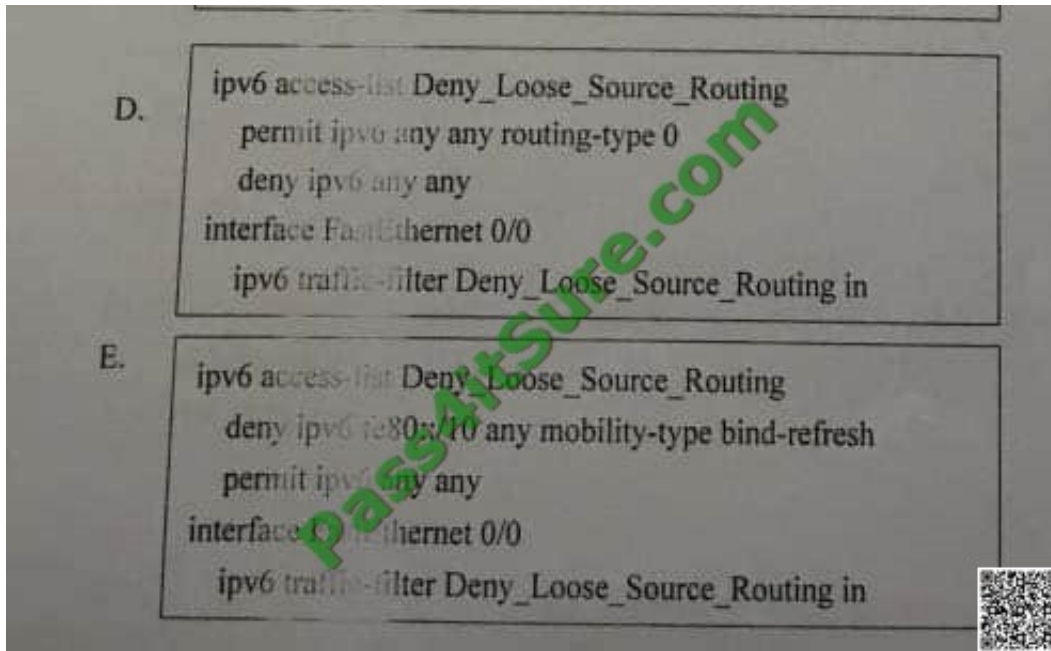 D.
ipv6 access-list Deny_Loose_Source_Routing
permit ipv6 any any routing-type 0
deny ipv6 any any
interface FastEthernet 0/0
ipv6 traffic-filter Deny_Loose_Source_Routing in
E.
ipv6 access-list Deny_Loose_Source_Routing
deny ipv6 fe80::/10 any mobility-type bind-refresh
permit ipv6 any any
interface FastEthernet 0/0
ipv6 traffic-filter Deny_Loose_Source_Routing in
pass4itSure.com